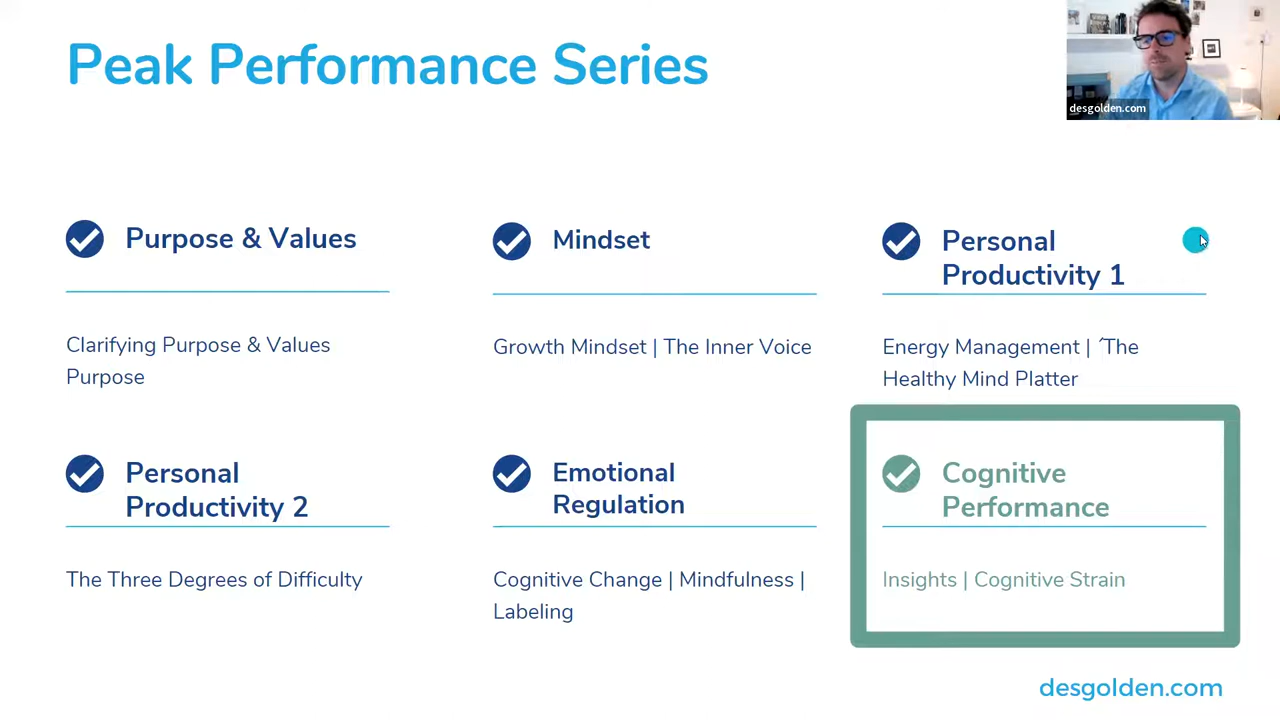 Peak Performance Series
desgolden.com
Purpose & Values
Clarifying Purpose & Values
Purpose
Mindset
Growth Mindset | The Inner Voice
Personal
Productivity 1
Energy Management | ´The
Healthy Mind Platter
Personal
Productivity 2
The Three Degrees of Difficulty
Emotional
Regulation
Cognitive Change | Mindfulness |
Labeling
Cognitive
Performance
Insights | Cognitive Strain
desgolden.com